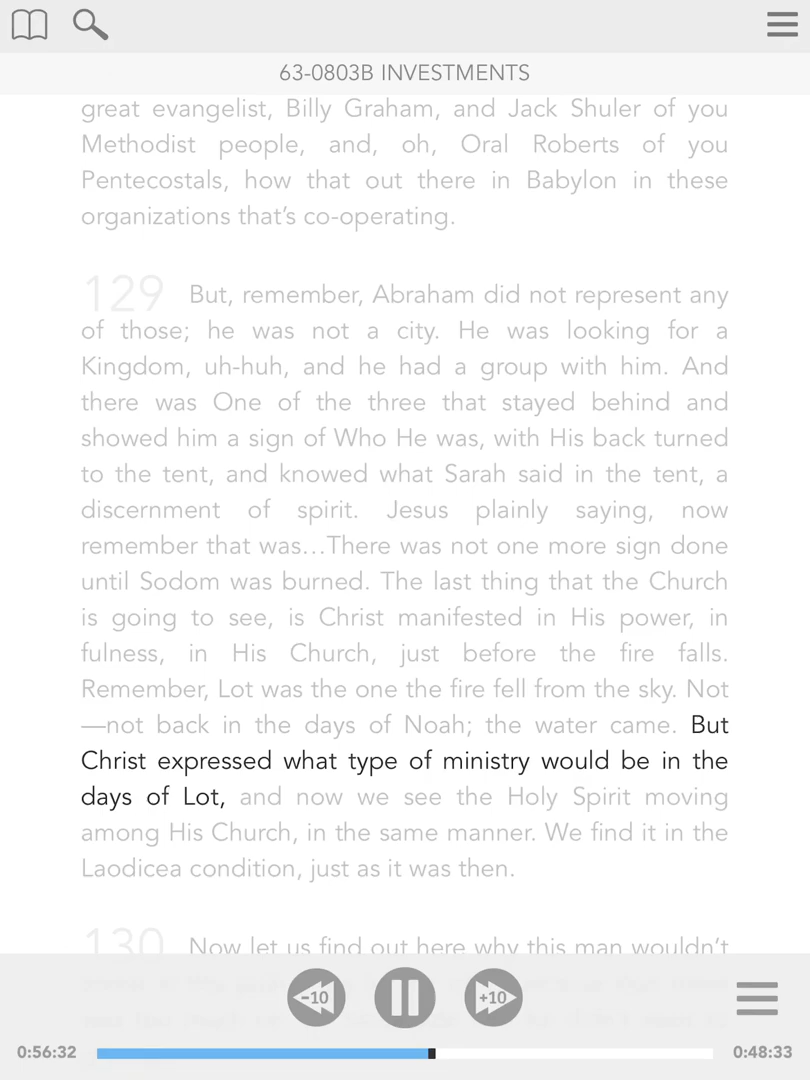 63-0803B INVESTMENTS
great evangelist, Billy Graham, and Jack Shuler of you
Methodist people, and, oh, Oral Roberts of you
Pentecostals, how that out there in Babylon in these
organizations that’s co-operating.
129 But, remember, Abraham did not represent any
of those; he was not a city. He was looking for a
Kingdom, uh-huh, and he had a group with him. And
there was One of the three that stayed behind and
showed him a sign of Who He was, with His back turned
to the tent, and knowed what Sarah said in the tent, a
discernment of spirit. Jesus plainly saying, now
remember that was…There was not one more sign done
until Sodom was burned. The last thing that the Church
is going to see, is Christ manifested in His power, in
fulness, in His Church, just before the fire falls.
Remember, Lot was the one the fire fell from the sky. Not
—not back in the days of Noah; the water came. But
Christ expressed what type of ministry would be in the
days of Lot, and now we see the Holy Spirit moving
among His Church, in the same manner. We find it in the
Laodicea condition, just as it was then.
130 Now let us find out here why this man wouldn’t
-10 +10
0:56:32 0:48:33